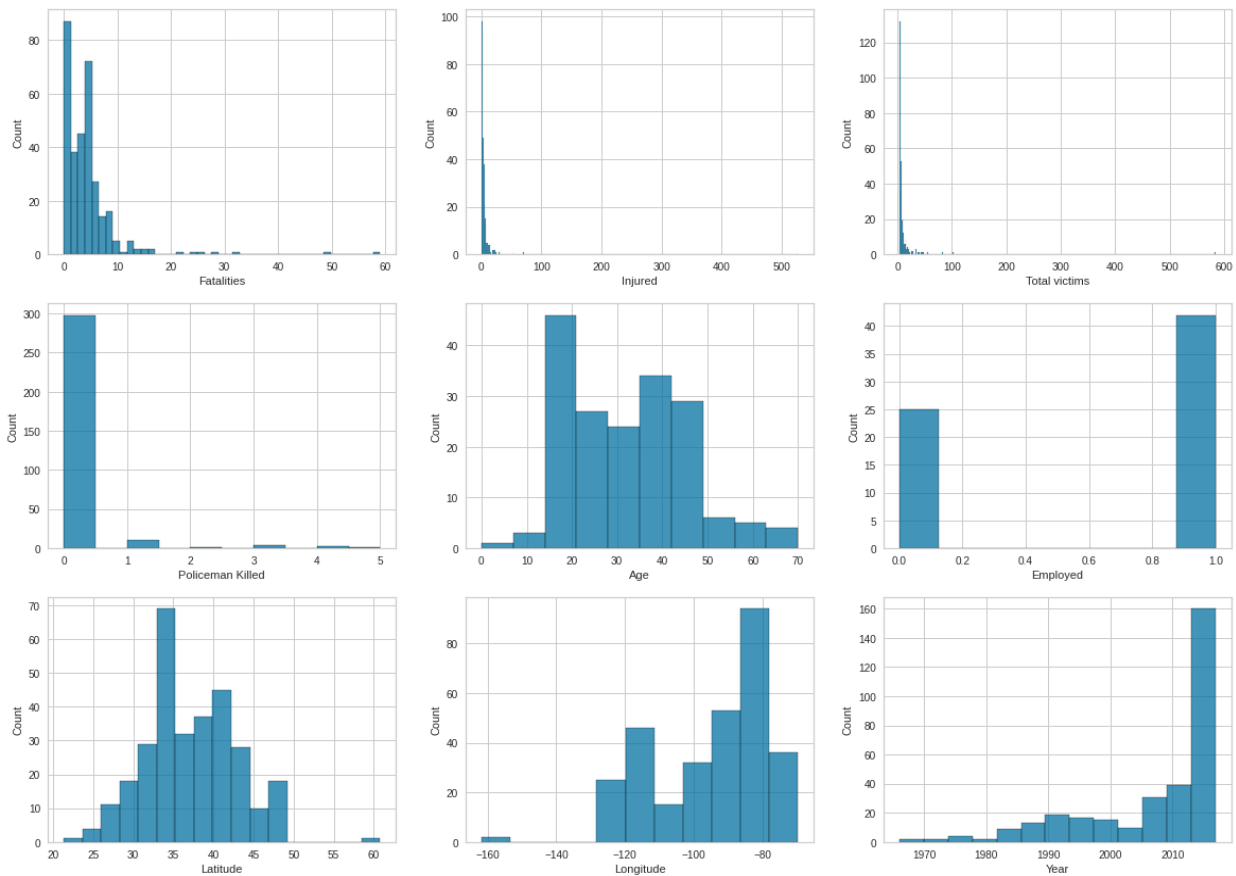 80
60
40
20
0
Count
0 10 20 30 40 50 60
Fatalities
100
80
60
40
20
0
Count
0 100 200 300 400 500
Injured
120
100
80
60
40
20
0
Count
0 100 200 300 400 500 600
Total victims
300
250
200
150
100
50
0
Count
0 1 2 3 4 5
Policeman Killed
40
30
20
10
0
Count
0 10 20 30 40 50 60 70
Age
40
35
30
25
20
15
10
5
0
Count
0.0 0.2 0.4 0.6 0.8 1.0
Employed
70
60
50
40
30
20
10
0
Count
20 25 30 35 40 45 50 55 60
Latitude
80
60
40
20
0
Count
−160 −140 −120 −100 −80
Longitude
160
140
120
100
80
60
40
20
0
Count
1970 1980 1990 2000 2010
Year